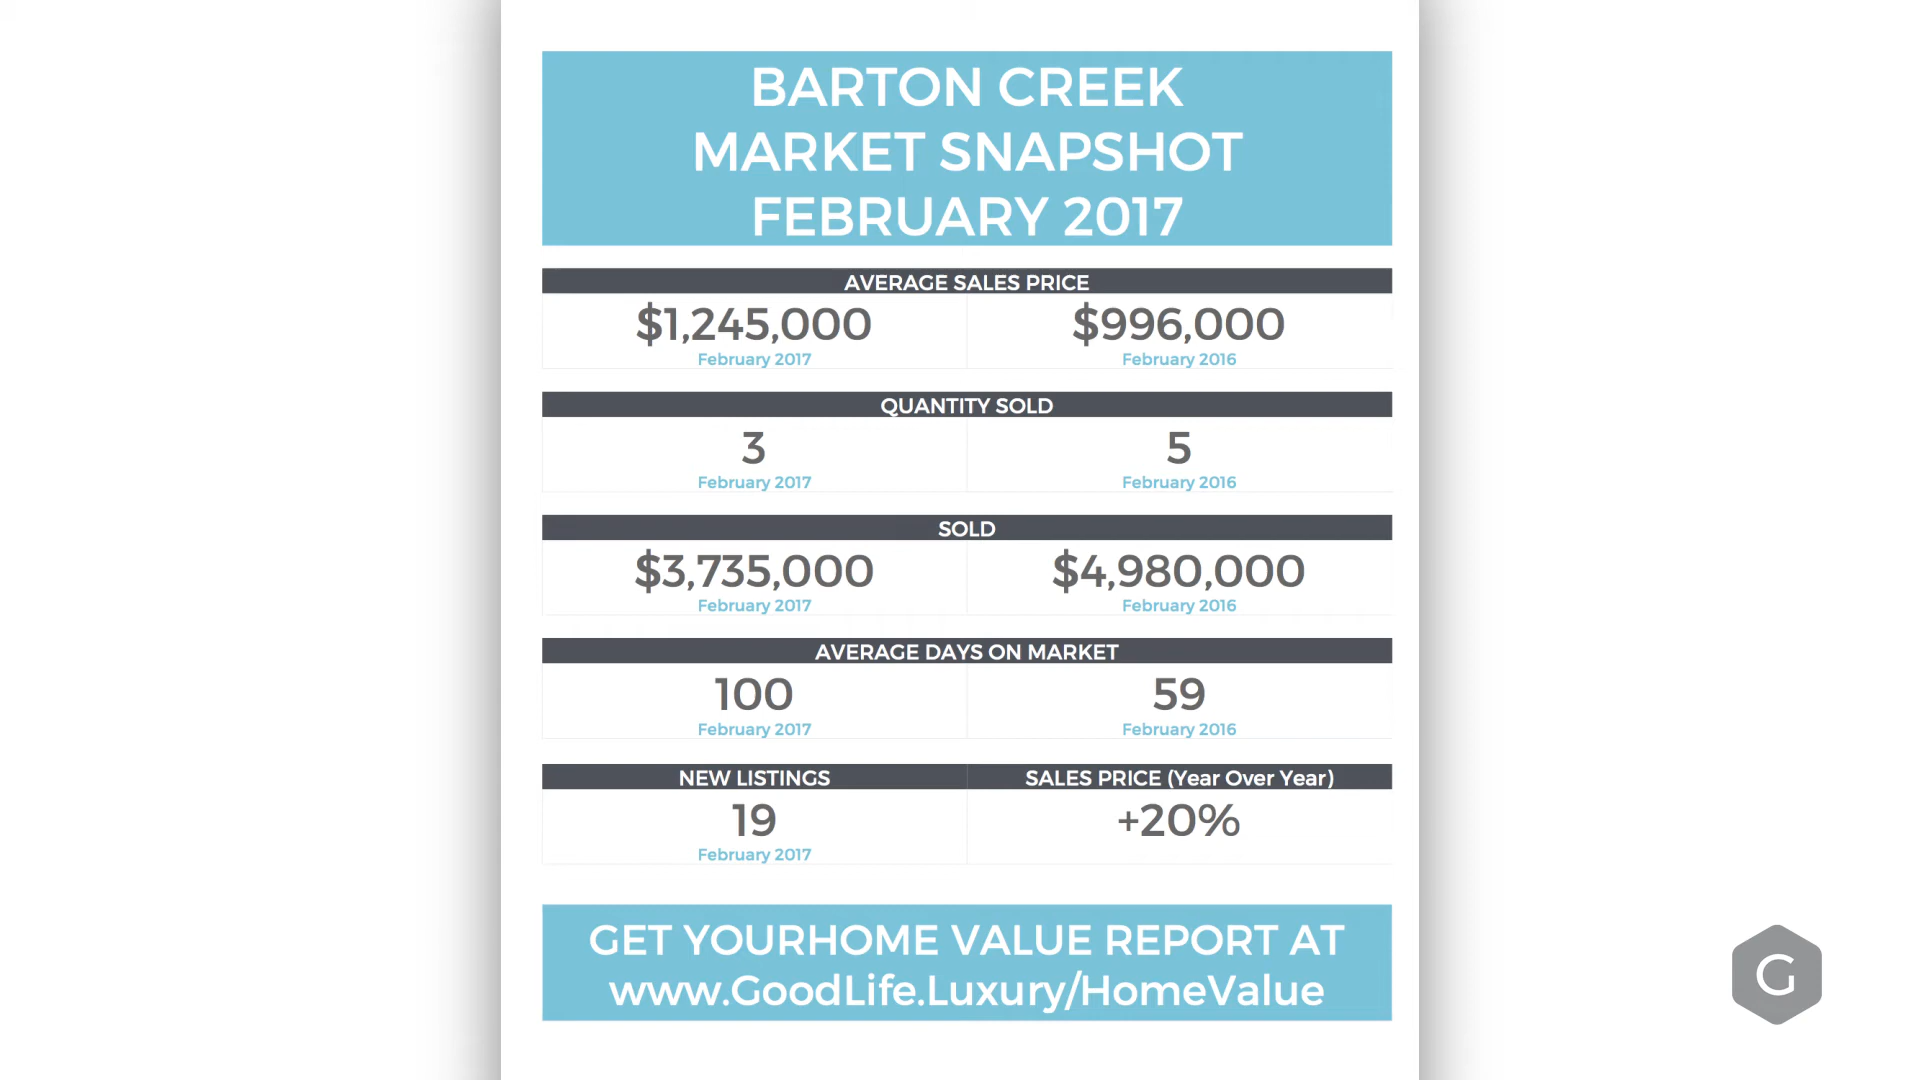 BARTON CREEK
MARKET SNAPSHOT
FEBRUARY 2017
AVERAGE SALES PRICE
$1,245,000 $996,000
February 2017 February 2016
QUANTITY SOLD
3 5
February 2017 February 2016
SOLD
$3,735,000 $4,980,000
February 2017 February 2016
AVERAGE DAYS ON MARKET
100 59
February 2017 February 2016
NEW LISTINGS SALES PRICE (Year Over Year)
19 +20%
February 2017
GET YOURHOME VALUE REPORT AT
www.GoodLife.Luxury/HomeValue
G